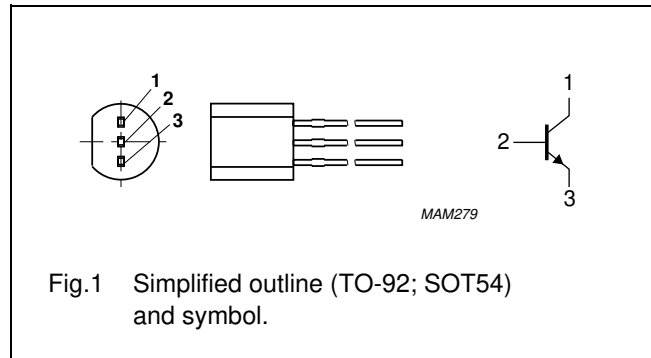 1
2
3
1
2
3
MAM279
Fig.1 Simplified outline (TO-92; SOT54)
and symbol.